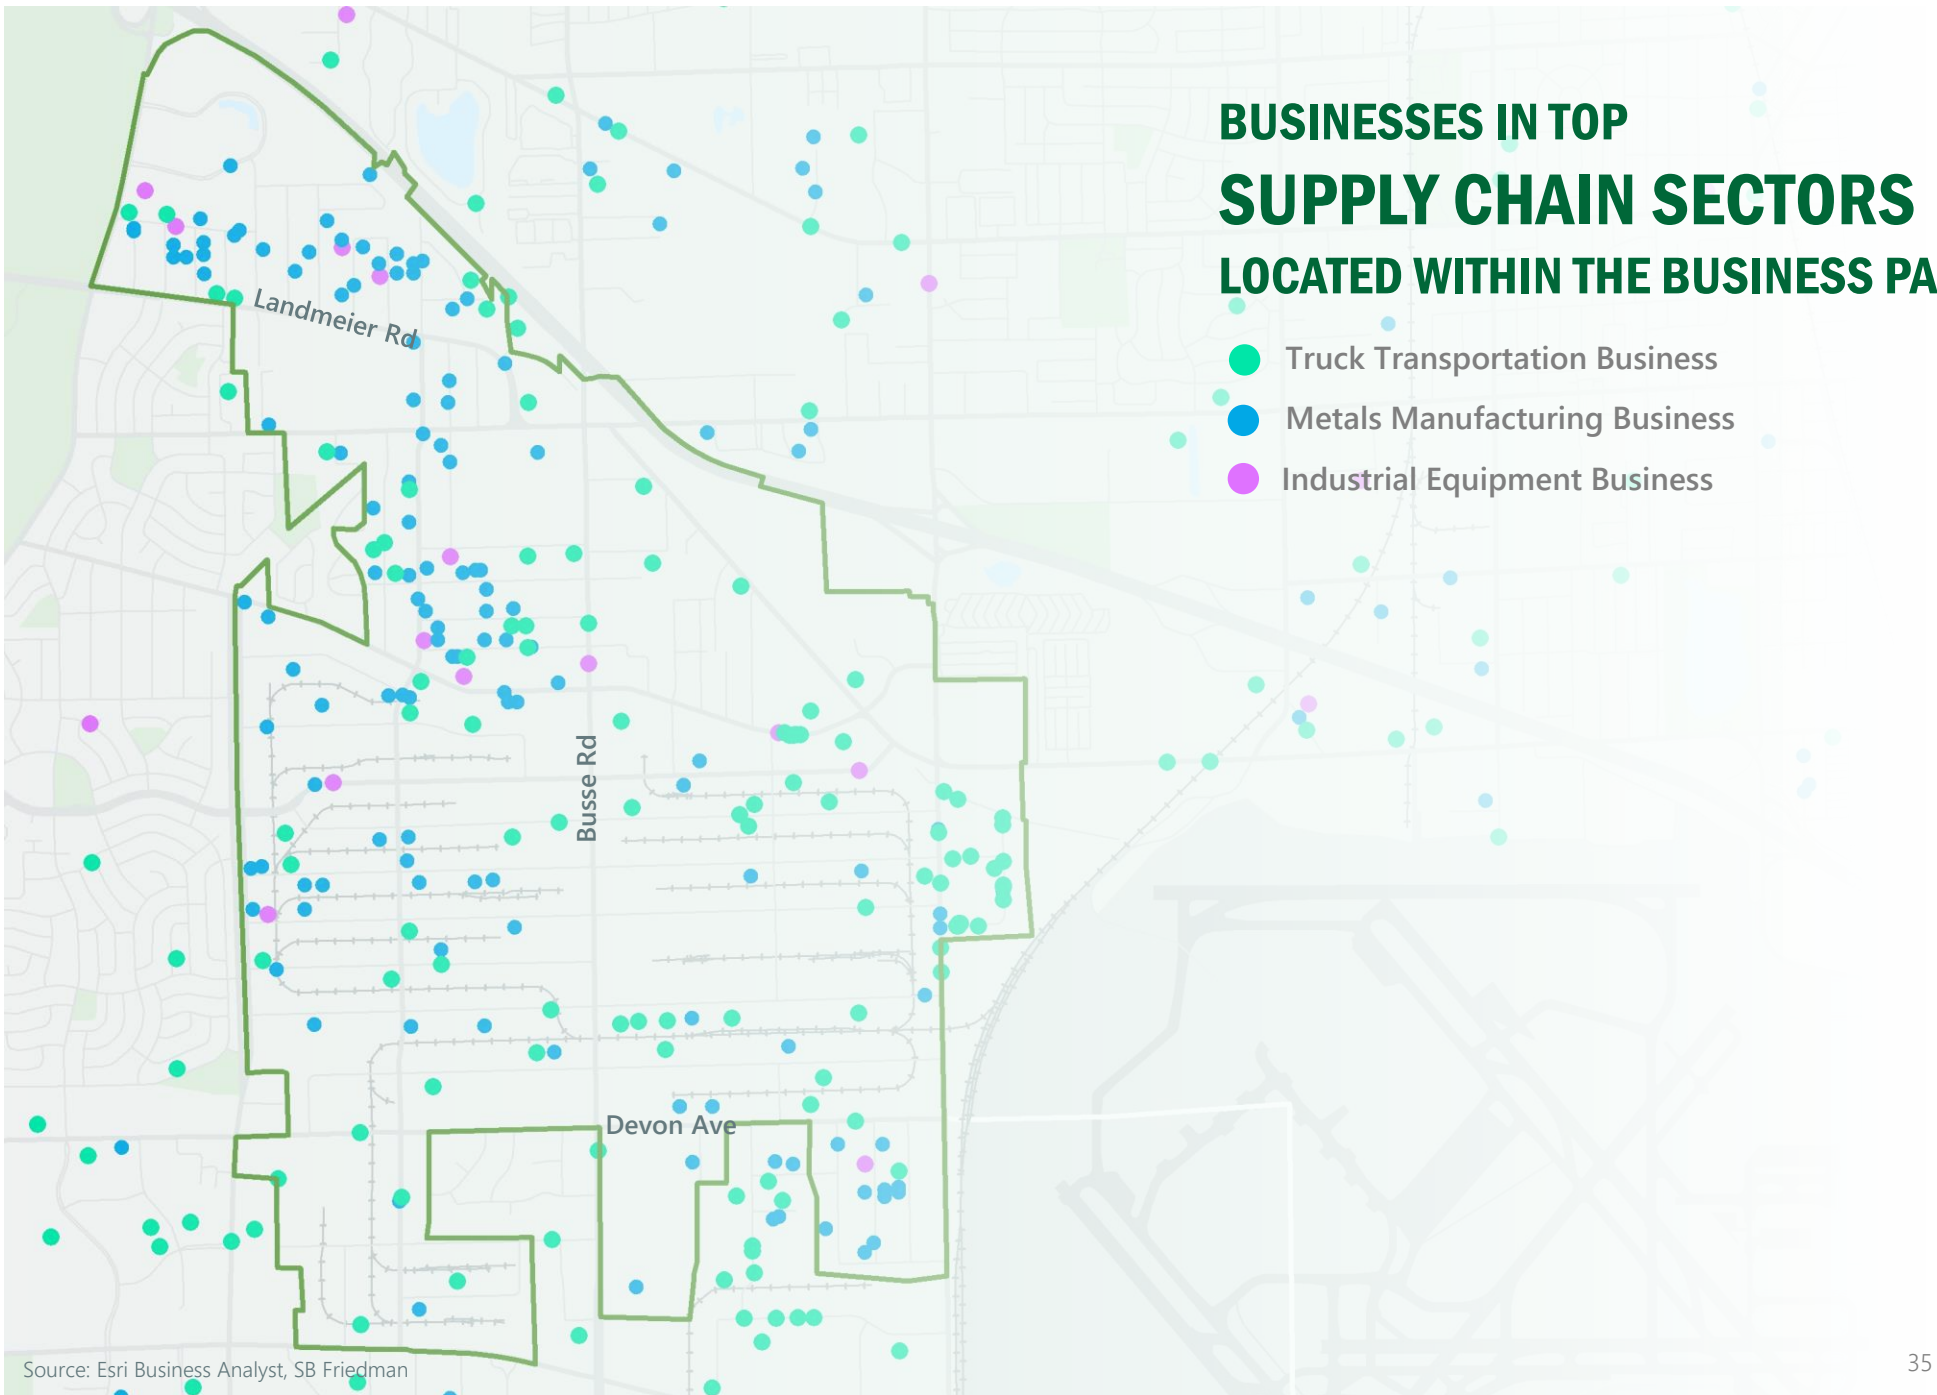 BUSINESSES IN TOP
SUPPLY CHAIN SECTORS
LOCATED WITHIN THE BUSINESS PA
Truck Transportation Business
Metals Manufacturing Business
Industrial Equipment Business
Landmeier Rd
Busse Rd
Devon Ave
Source: Esri Business Analyst, SB Friedman
35